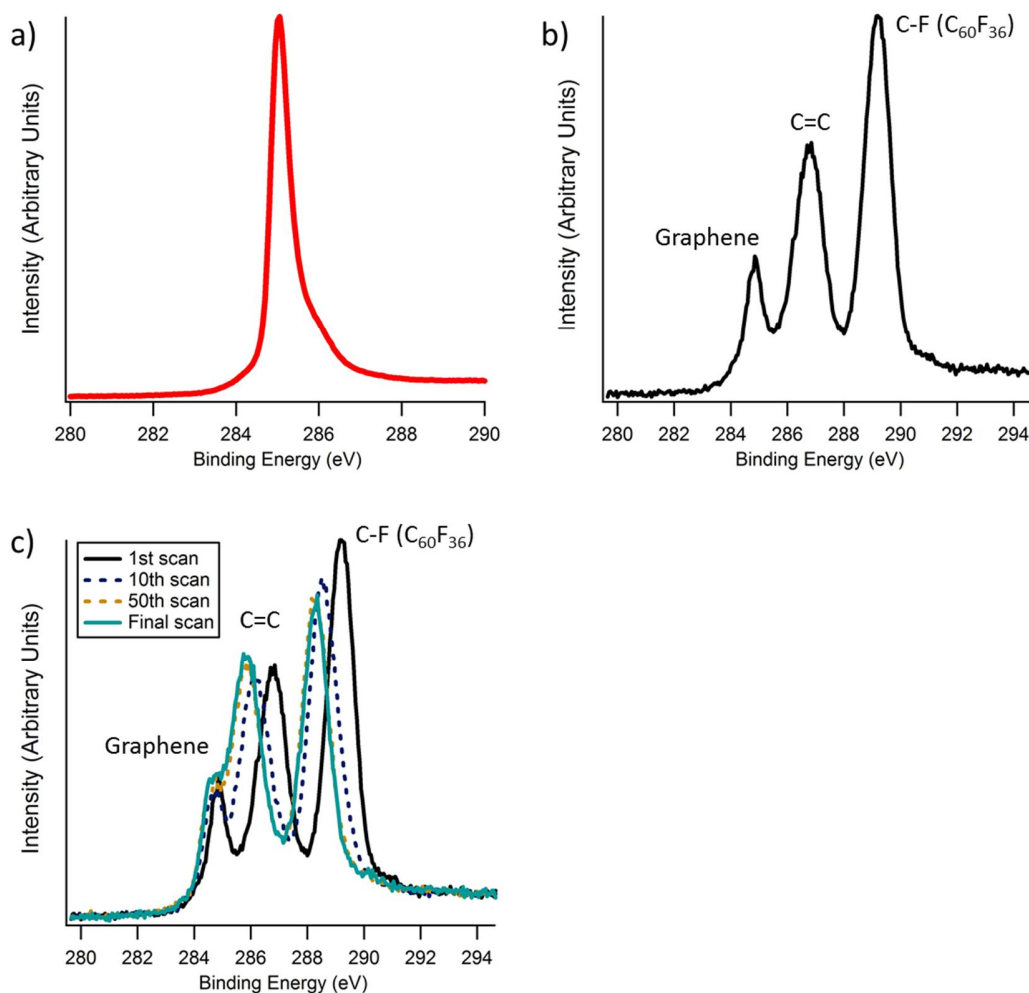 a)
Intensity (Arbitrary Units)
280 282 284 286 288 290
Binding Energy (eV)
b)
C-F (C₆₀F₃₆)
C=C
Graphene
Intensity (Arbitrary Units)
280 282 284 286 288 290 292 294
Binding Energy (eV)
c)
C-F (C₆₀F₃₆)
1st scan
10th scan
50th scan
Final scan
C=C
Graphene
Intensity (Arbitrary Units)
280 282 284 286 288 290 292 294
Binding Energy (eV)